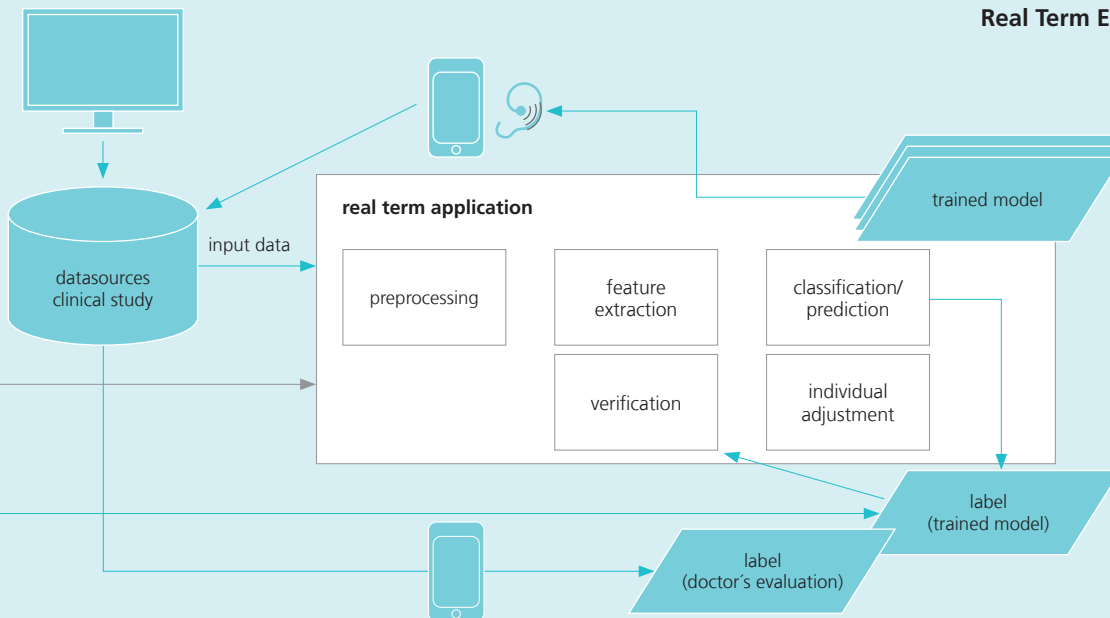 Real Term E
trained model
real term application
input data
datasources
clinical study
preprocessing
feature
extraction
classification/
prediction
verification
individual
adjustment
label
(trained model)
label
(doctor´s evaluation)